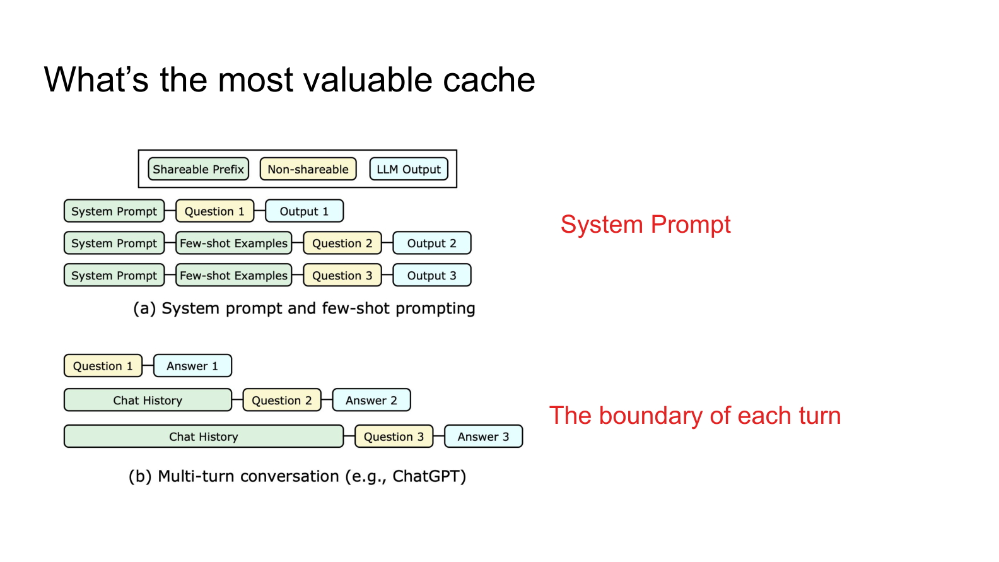 What’s the most valuable cache
Shareable Prefix Non-shareable LLM Output
System Prompt Question 1 Output 1
System Prompt Few-shot Examples Question 2 Output 2
System Prompt Few-shot Examples Question 3 Output 3
(a) System prompt and few-shot prompting
System Prompt
Question 1 Answer 1
Chat History Question 2 Answer 2
Chat History Question 3 Answer 3
(b) Multi-turn conversation (e.g., ChatGPT)
The boundary of each turn